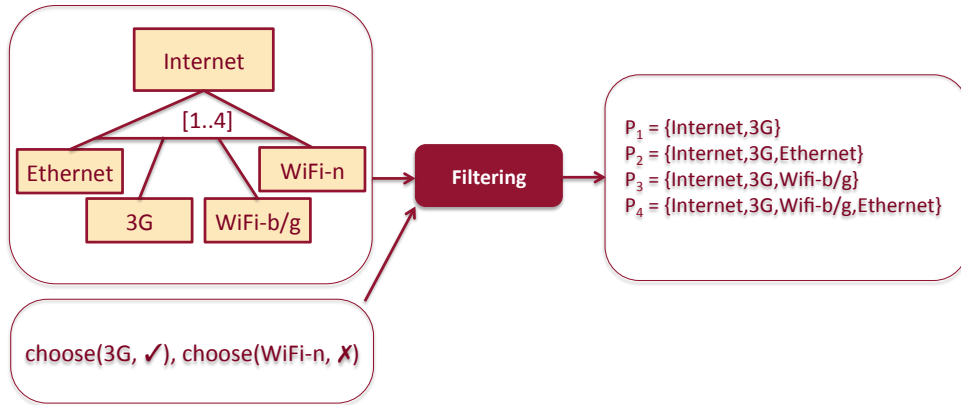 Internet
[1..4]
Ethernet
WiFi-n
3G
WiFi-b/g
Filtering
P1 = {Internet,3G}
P2 = {Internet,3G,Ethernet}
P3 = {Internet,3G,Wifi-b/g}
P4 = {Internet,3G,Wifi-b/g,Ethernet}
choose(3G, ✓), choose(WiFi-n, ✗)